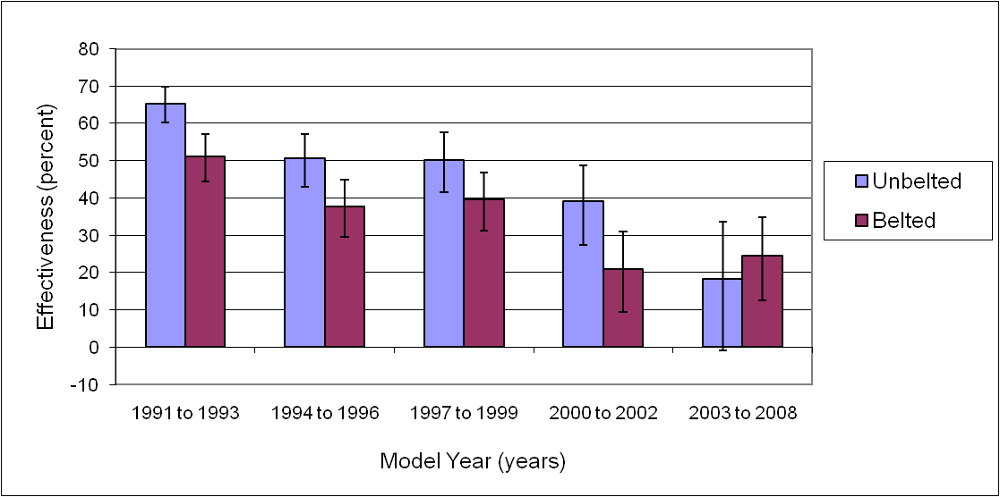 80
70
60
50
40
30
20
10
0
-10
Effectiveness (percent)
1991 to 1993 1994 to 1996 1997 to 1999 2000 to 2002 2003 to 2008
Model Year (years)
Unbelted
Belted